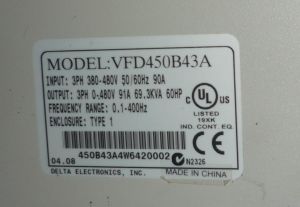 MODEL:VFD450B43A
INPUT: 3PH 380-480V 50/60Hz 90A
OUTPUT: 3PH 0-480V 91A 69.3KVA 60HP
FREQUENCY RANGE: 0.1-400Hz
ENCLOSURE: TYPE 1
C UL US
LISTED
19XK
IND. CONT. EQ.
450B43A4W6420002
04.08
N2326
DELTA ELECTRONICS, INC. MADE IN CHINA